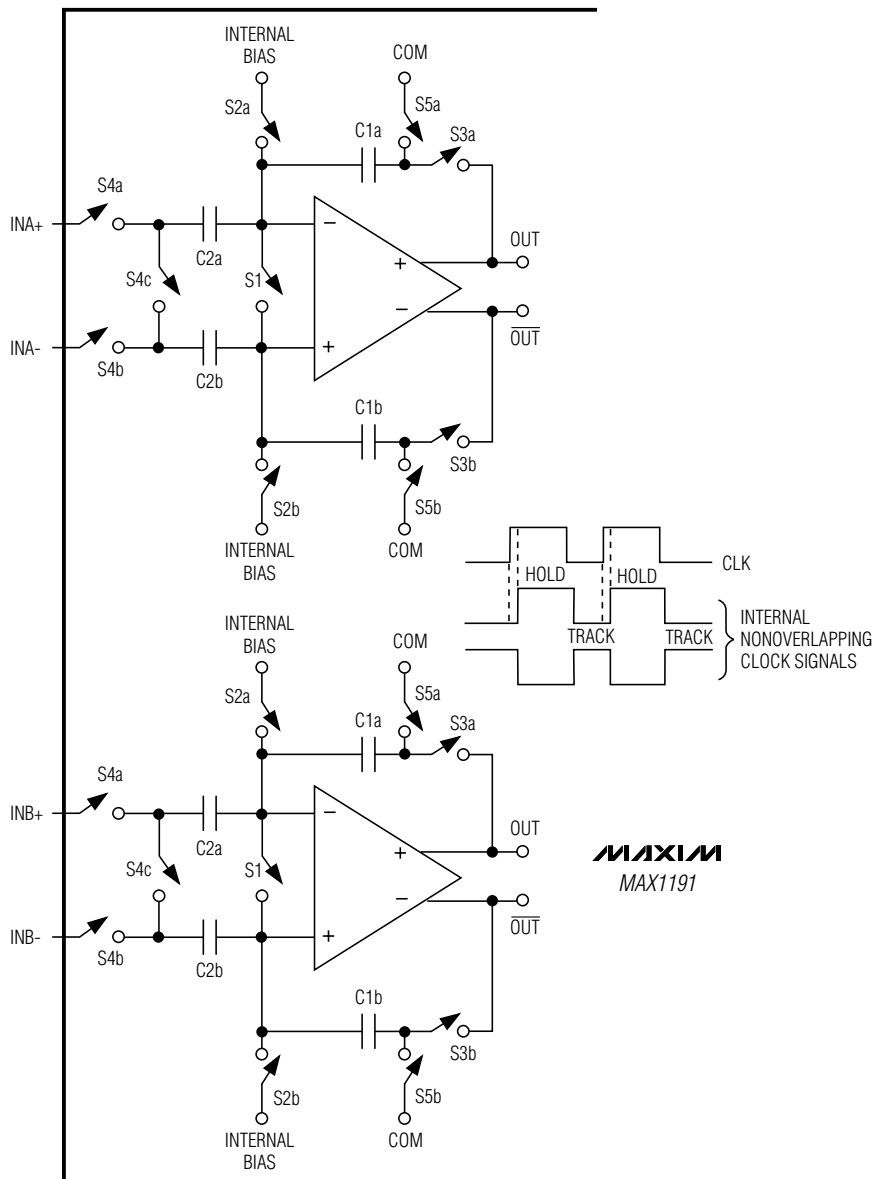 INTERNAL
BIAS
COM
S2a
S5a
C1a
S3a
S4a
INA+
C2a
S4c
S1
−
+
−
+
OUT
OUT
INA-
S4b
C2b
C1b
S3b
S2b
S5b
INTERNAL
BIAS
COM
CLK
HOLD
HOLD
TRACK
TRACK
INTERNAL
NONOVERLAPPING
CLOCK SIGNALS
INTERNAL
BIAS
COM
S2a
S5a
C1a
S3a
S4a
INB+
C2a
S4c
S1
−
+
−
+
OUT
OUT
MAXIM
MAX1191
INB-
S4b
C2b
C1b
S3b
S2b
S5b
INTERNAL
BIAS
COM